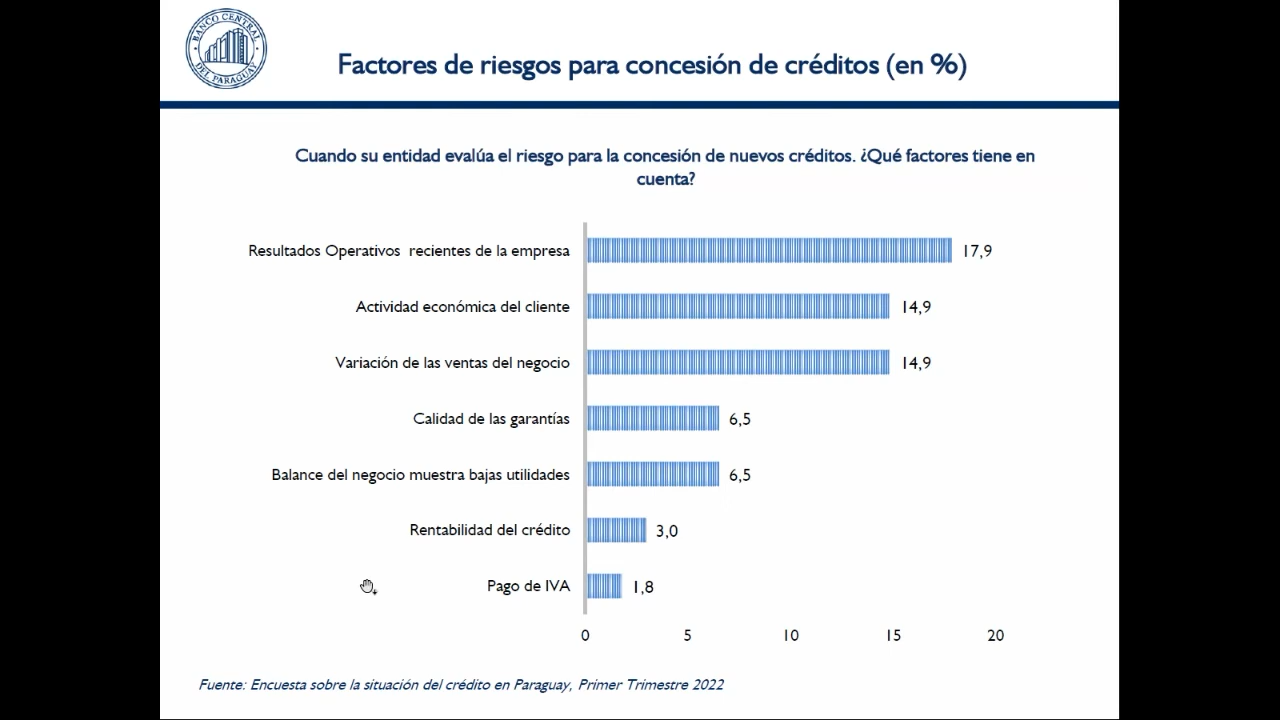 BANCO CENTRAL DEL PARAGUAY
Factores de riesgos para concesión de créditos (en %)
Cuando su entidad evalúa el riesgo para la concesión de nuevos créditos. ¿Qué factores tiene en
cuenta?
Resultados Operativos recientes de la empresa 17,9
Actividad económica del cliente 14,9
Variación de las ventas del negocio 14,9
Calidad de las garantías 6,5
Balance del negocio muestra bajas utilidades 6,5
Rentabilidad del crédito 3,0
Pago de IVA 1,8
0 5 10 15 20
Fuente: Encuesta sobre la situación del crédito en Paraguay, Primer Trimestre 2022